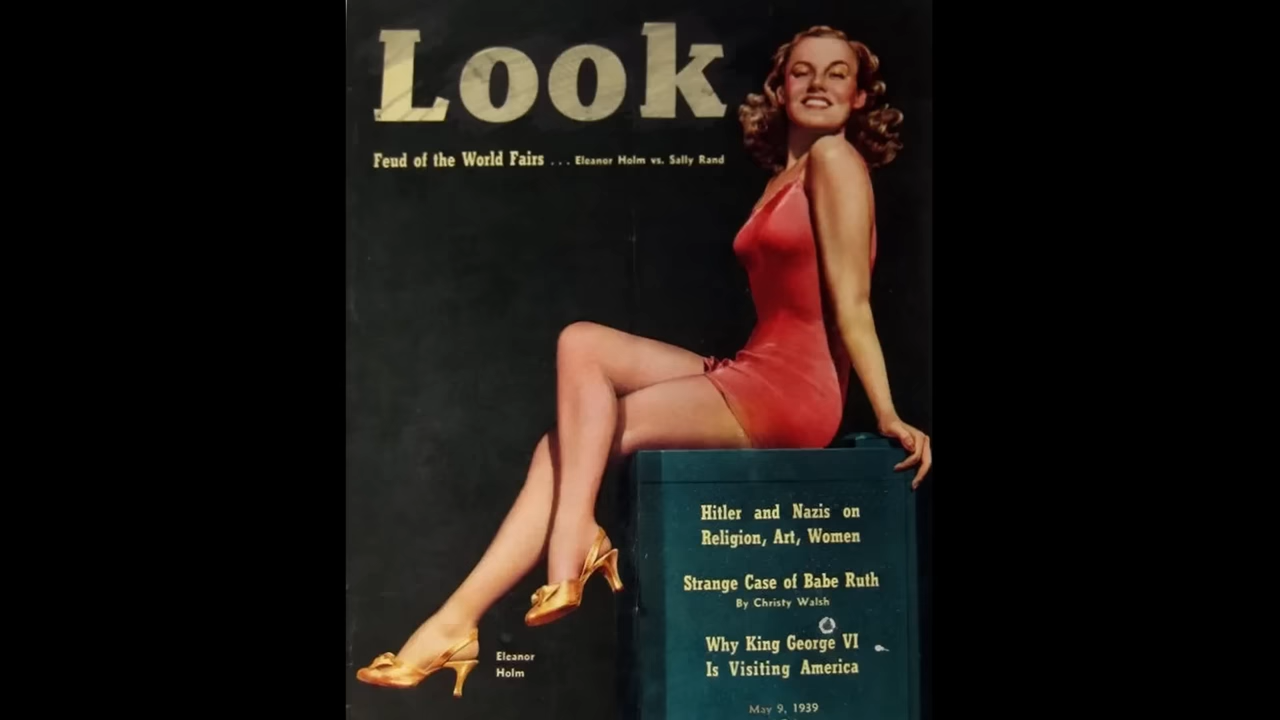 Look
Feud of the World Fairs . . . Eleanor Holm vs. Sally Rand
Hitler and Nazis on
Religion, Art, Women
Strange Case of Babe Ruth
By Christy Walsh
Why King George VI
Is Visiting America
Eleanor
Holm
May 9, 1939